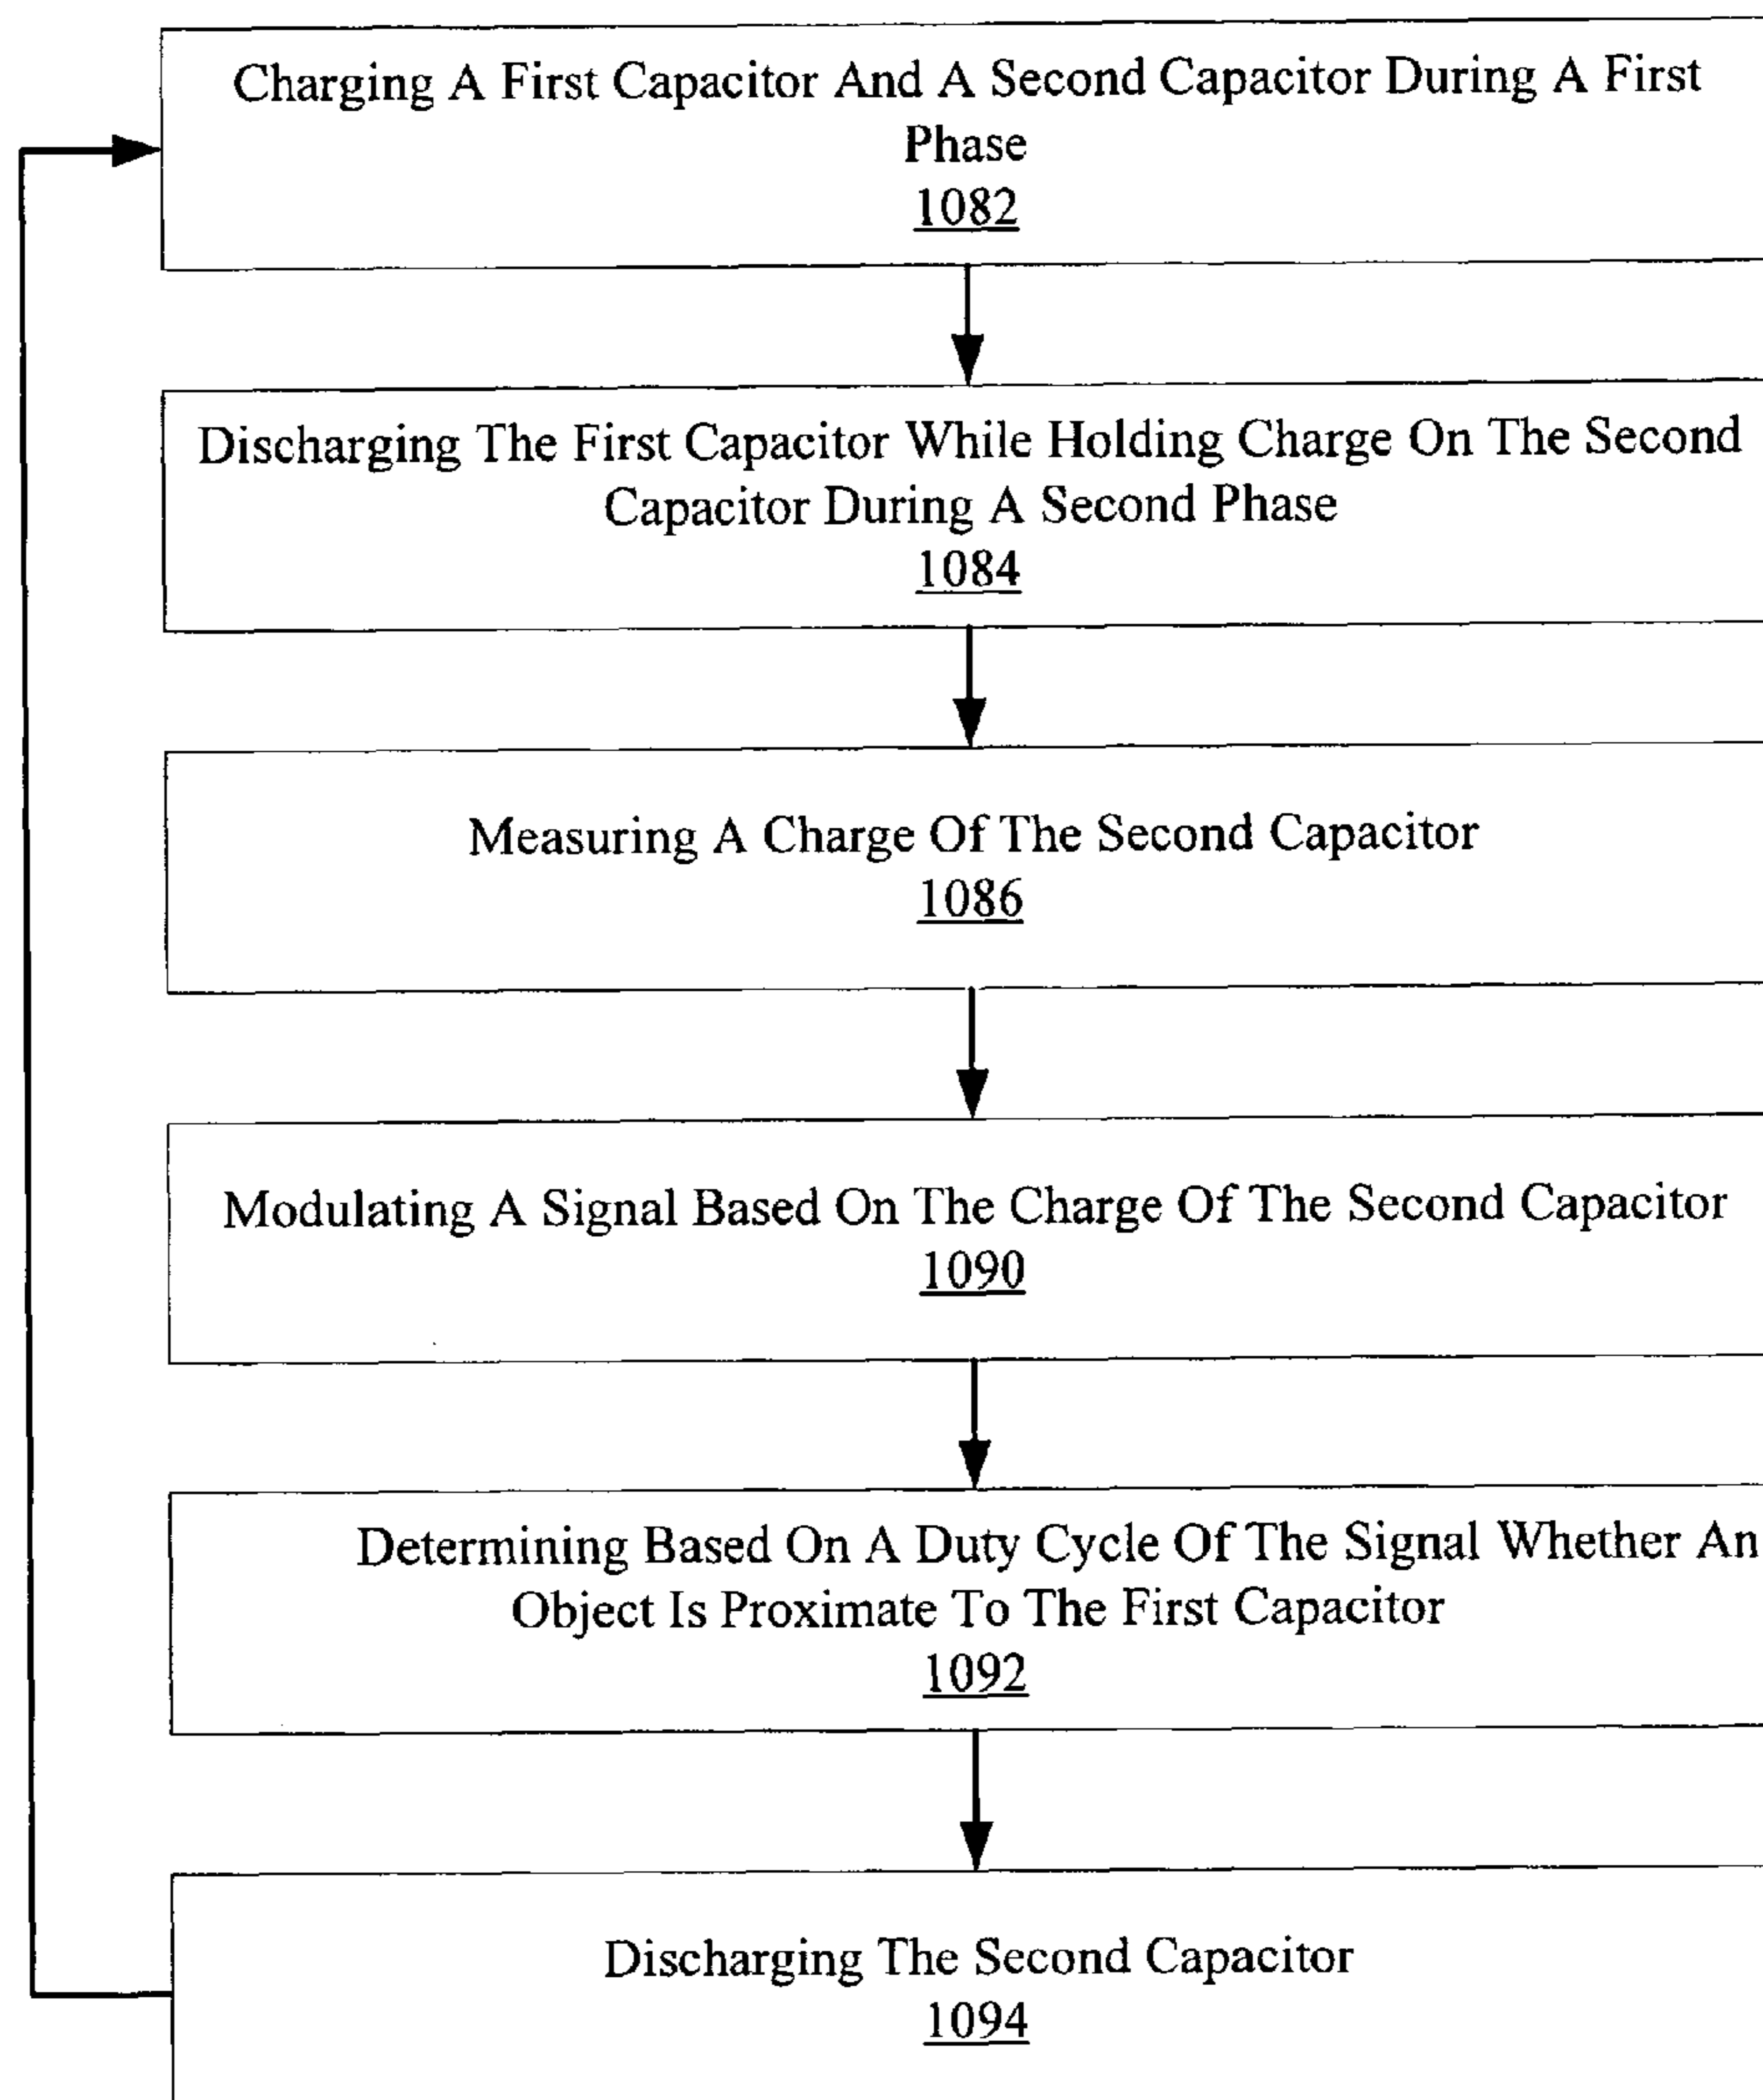 Charging A First Capacitor And A Second Capacitor During A First
Phase
1082
Discharging The First Capacitor While Holding Charge On The Second
Capacitor During A Second Phase
1084
Measuring A Charge Of The Second Capacitor
1086
Modulating A Signal Based On The Charge Of The Second Capacitor
1090
Determining Based On A Duty Cycle Of The Signal Whether An
Object Is Proximate To The First Capacitor
1092
Discharging The Second Capacitor
1094